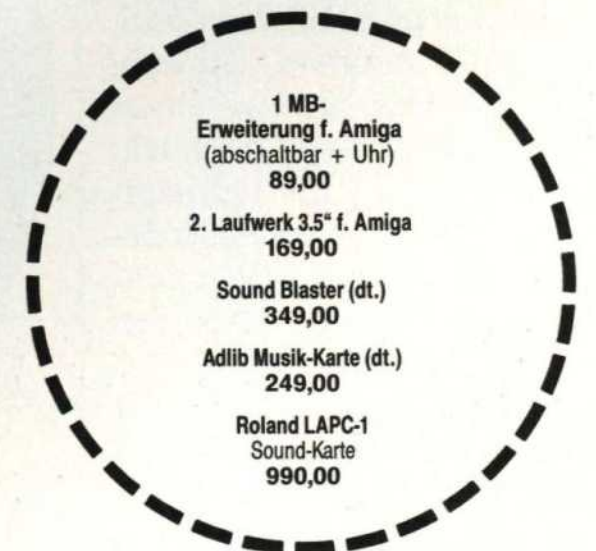 1 MB-
Erweiterung f. Amiga
(abschaltbar + Uhr)
89,00
2. Laufwerk 3.5“ f. Amiga
169,00
Sound Blaster (dt.)
349,00
Adlib Musik-Karte (dt.)
249,00
Roland LAPC-1
Sound-Karte
990,00